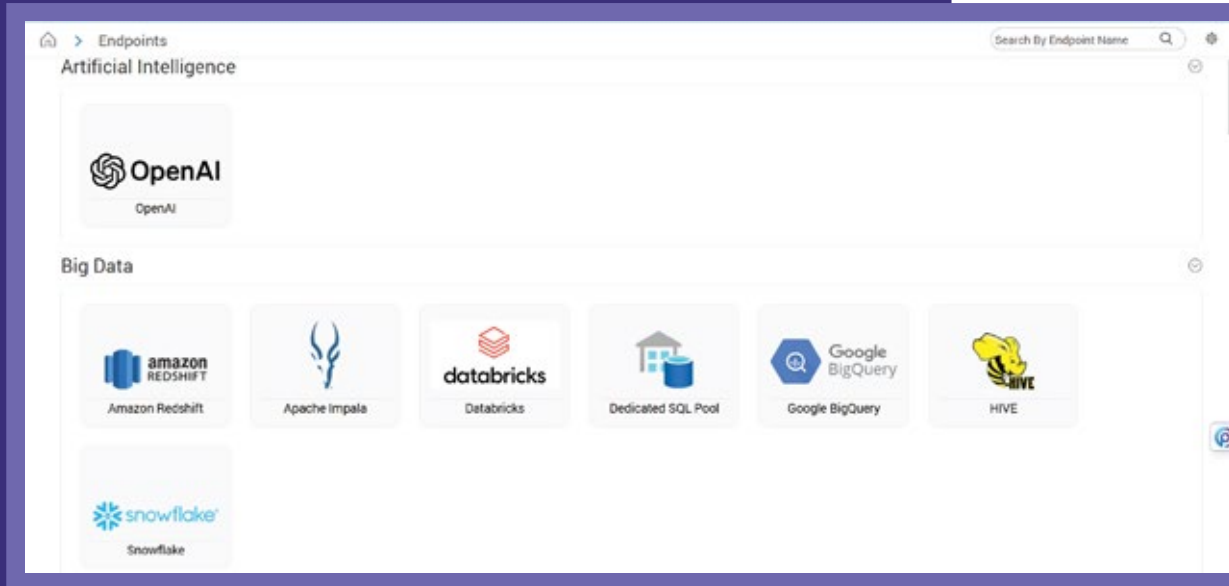 Endpoints
Search By Endpoint Name
Artificial Intelligence
OpenAI
OpenAI
Big Data
amazon
REDSHIFT
Amazon Redshift
Apache Impala
databricks
Databricks
Dedicated SQL Pool
Google
BigQuery
Google BigQuery
HIVE
HIVE
snowflake
Snowflake